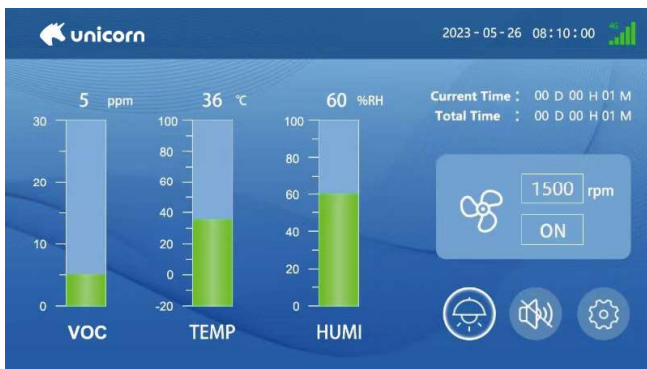 unicorn
2023-05-26 08:10:00 4G
5 ppm
36 ℃
60 %RH
Current Time : 00 D 00 H 01 M
Total Time : 00 D 00 H 01 M
30
20
10
0
100
80
60
40
20
0
-20
100
80
60
40
20
0
1500 rpm
ON
VOC
TEMP
HUMI